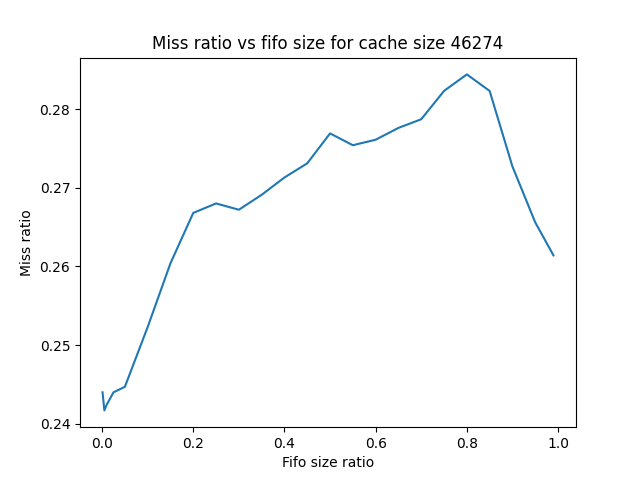 Miss ratio vs fifo size for cache size 46274
0.28
0.27
0.26
0.25
0.24
Miss ratio
0.0 0.2 0.4 0.6 0.8 1.0
Fifo size ratio